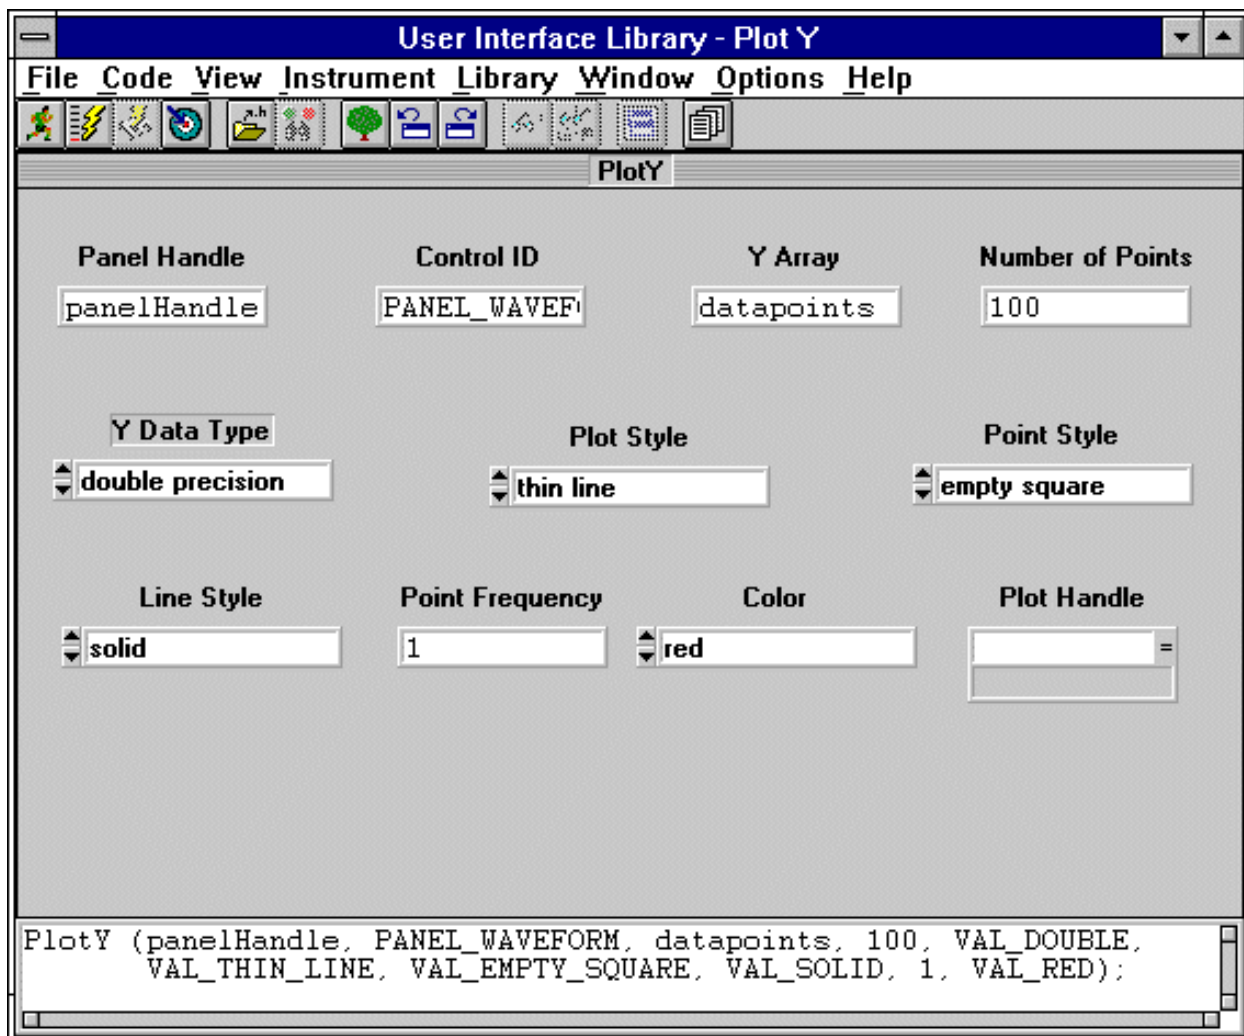 User Interface Library - Plot Y
File Code View Instrument Library Window Options Help
PlotY
Panel Handle Control ID Y Array Number of Points
panelHandle PANEL_WAVEF datapoints 100
Y Data Type Plot Style Point Style
double precision thin line empty square
Line Style Point Frequency Color Plot Handle
solid 1 red =
PlotY (panelHandle, PANEL_WAVEFORM, datapoints, 100, VAL_DOUBLE,
VAL_THIN_LINE, VAL_EMPTY_SQUARE, VAL_SOLID, 1, VAL_RED);